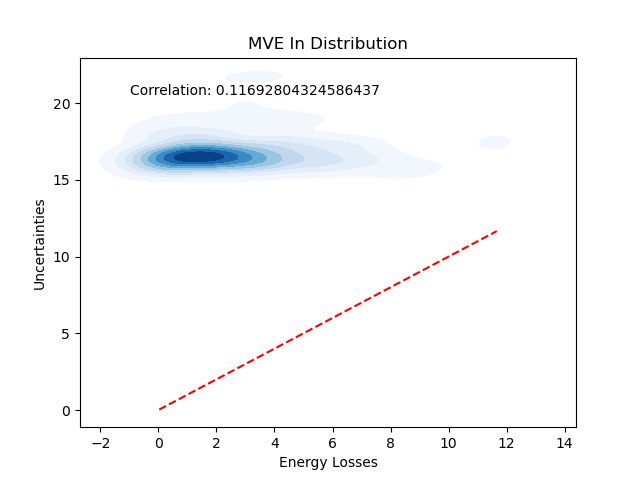 MVE In Distribution
Correlation: 0.11692804324586437
Uncertainties
20
15
10
5
0
−2 0 2 4 6 8 10 12 14
Energy Losses